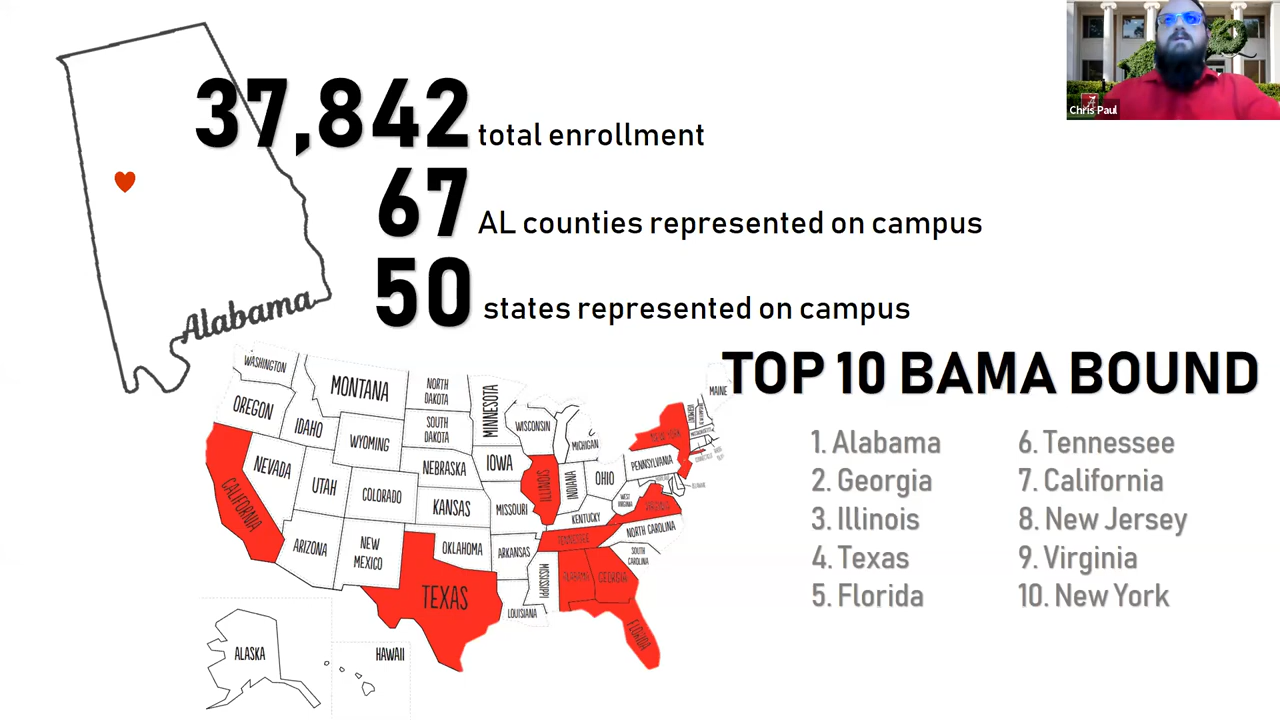 Chris Paul
37,842 total enrollment
67 AL counties represented on campus
50 states represented on campus
Alabama
TOP 10 BAMA BOUND
1. Alabama
2. Georgia
3. Illinois
4. Texas
5. Florida
6. Tennessee
7. California
8. New Jersey
9. Virginia
10. New York
WASHINGTON
OREGON
CALIFORNIA
NEVADA
IDAHO
MONTANA
WYOMING
UTAH
COLORADO
ARIZONA
NEW
MEXICO
NORTH
DAKOTA
SOUTH
DAKOTA
NEBRASKA
KANSAS
OKLAHOMA
TEXAS
MINNESOTA
IOWA
MISSOURI
ARKANSAS
LOUISIANA
WISCONSIN
ILLINOIS
MICHIGAN
INDIANA
OHIO
KENTUCKY
TENNESSEE
MISSISSIPPI
ALABAMA
GEORGIA
FLORIDA
SOUTH
CAROLINA
NORTH CAROLINA
VIRGINIA
WEST
VIRGINIA
PENNSYLVANIA
NEW YORK
MAINE
ALASKA
HAWAII